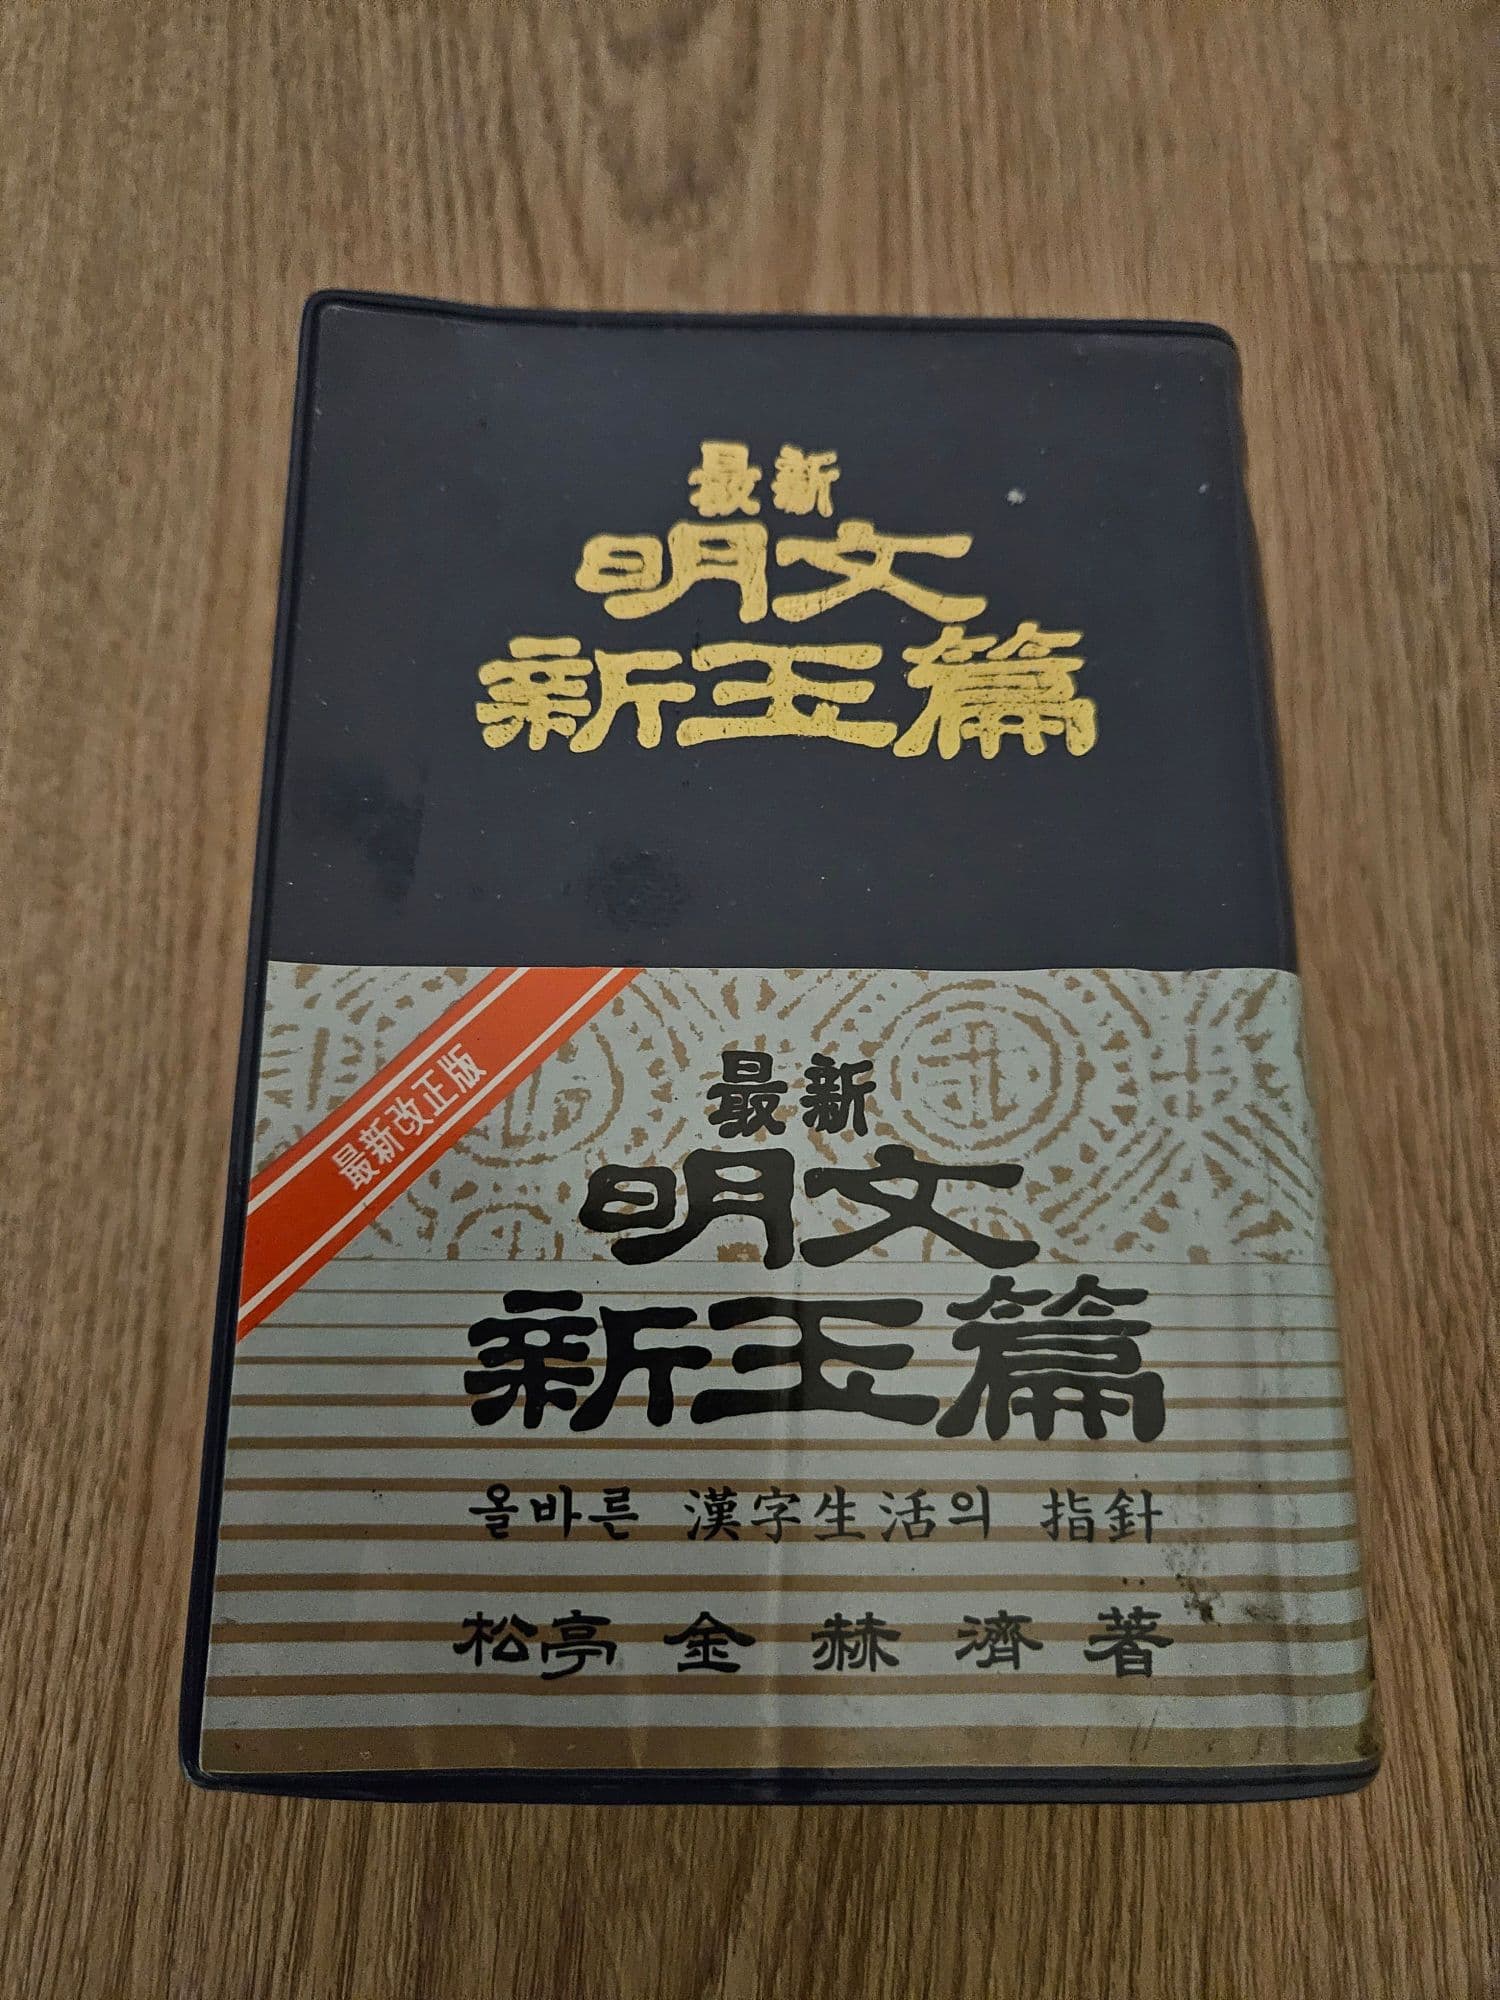 最新
明文
新玉篇
最新改正版
最新
明文
新玉篇
올바른 漢字生活의 指針
松亭 金赫濟 著